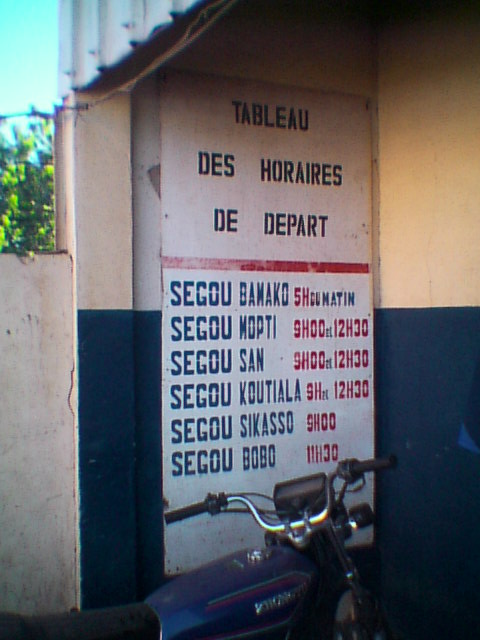 TABLEAU
DES HORAIRES
DE DEPART
SEGOU BAMAKO 5H DU MATIN
SEGOU MOPTI 9H00 et 12H30
SEGOU SAN 9H00 et 12H30
SEGOU KOUTIALA 9H et 12H30
SEGOU SIKASSO 9H00
SEGOU BOBO 11H30